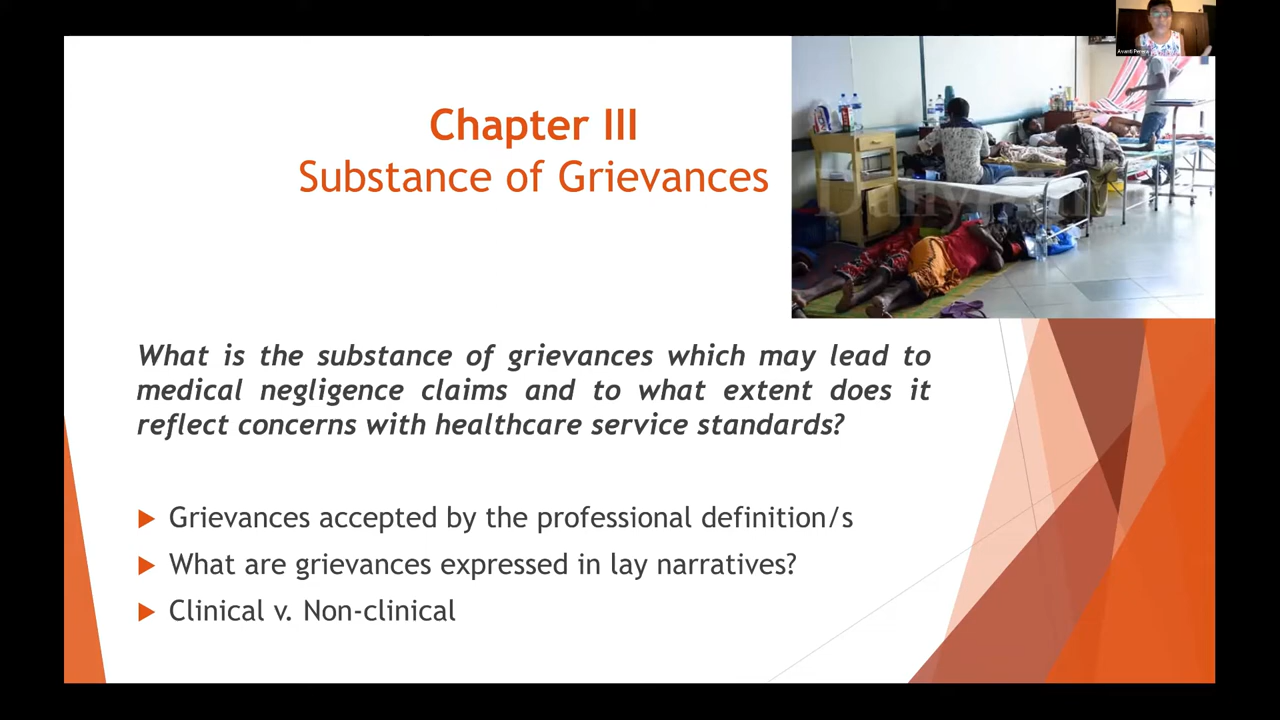 Chapter III
Substance of Grievances
Avanti Perera
What is the substance of grievances which may lead to
medical negligence claims and to what extent does it
reflect concerns with healthcare service standards?
Grievances accepted by the professional definition/s
What are grievances expressed in lay narratives?
Clinical v. Non-clinical